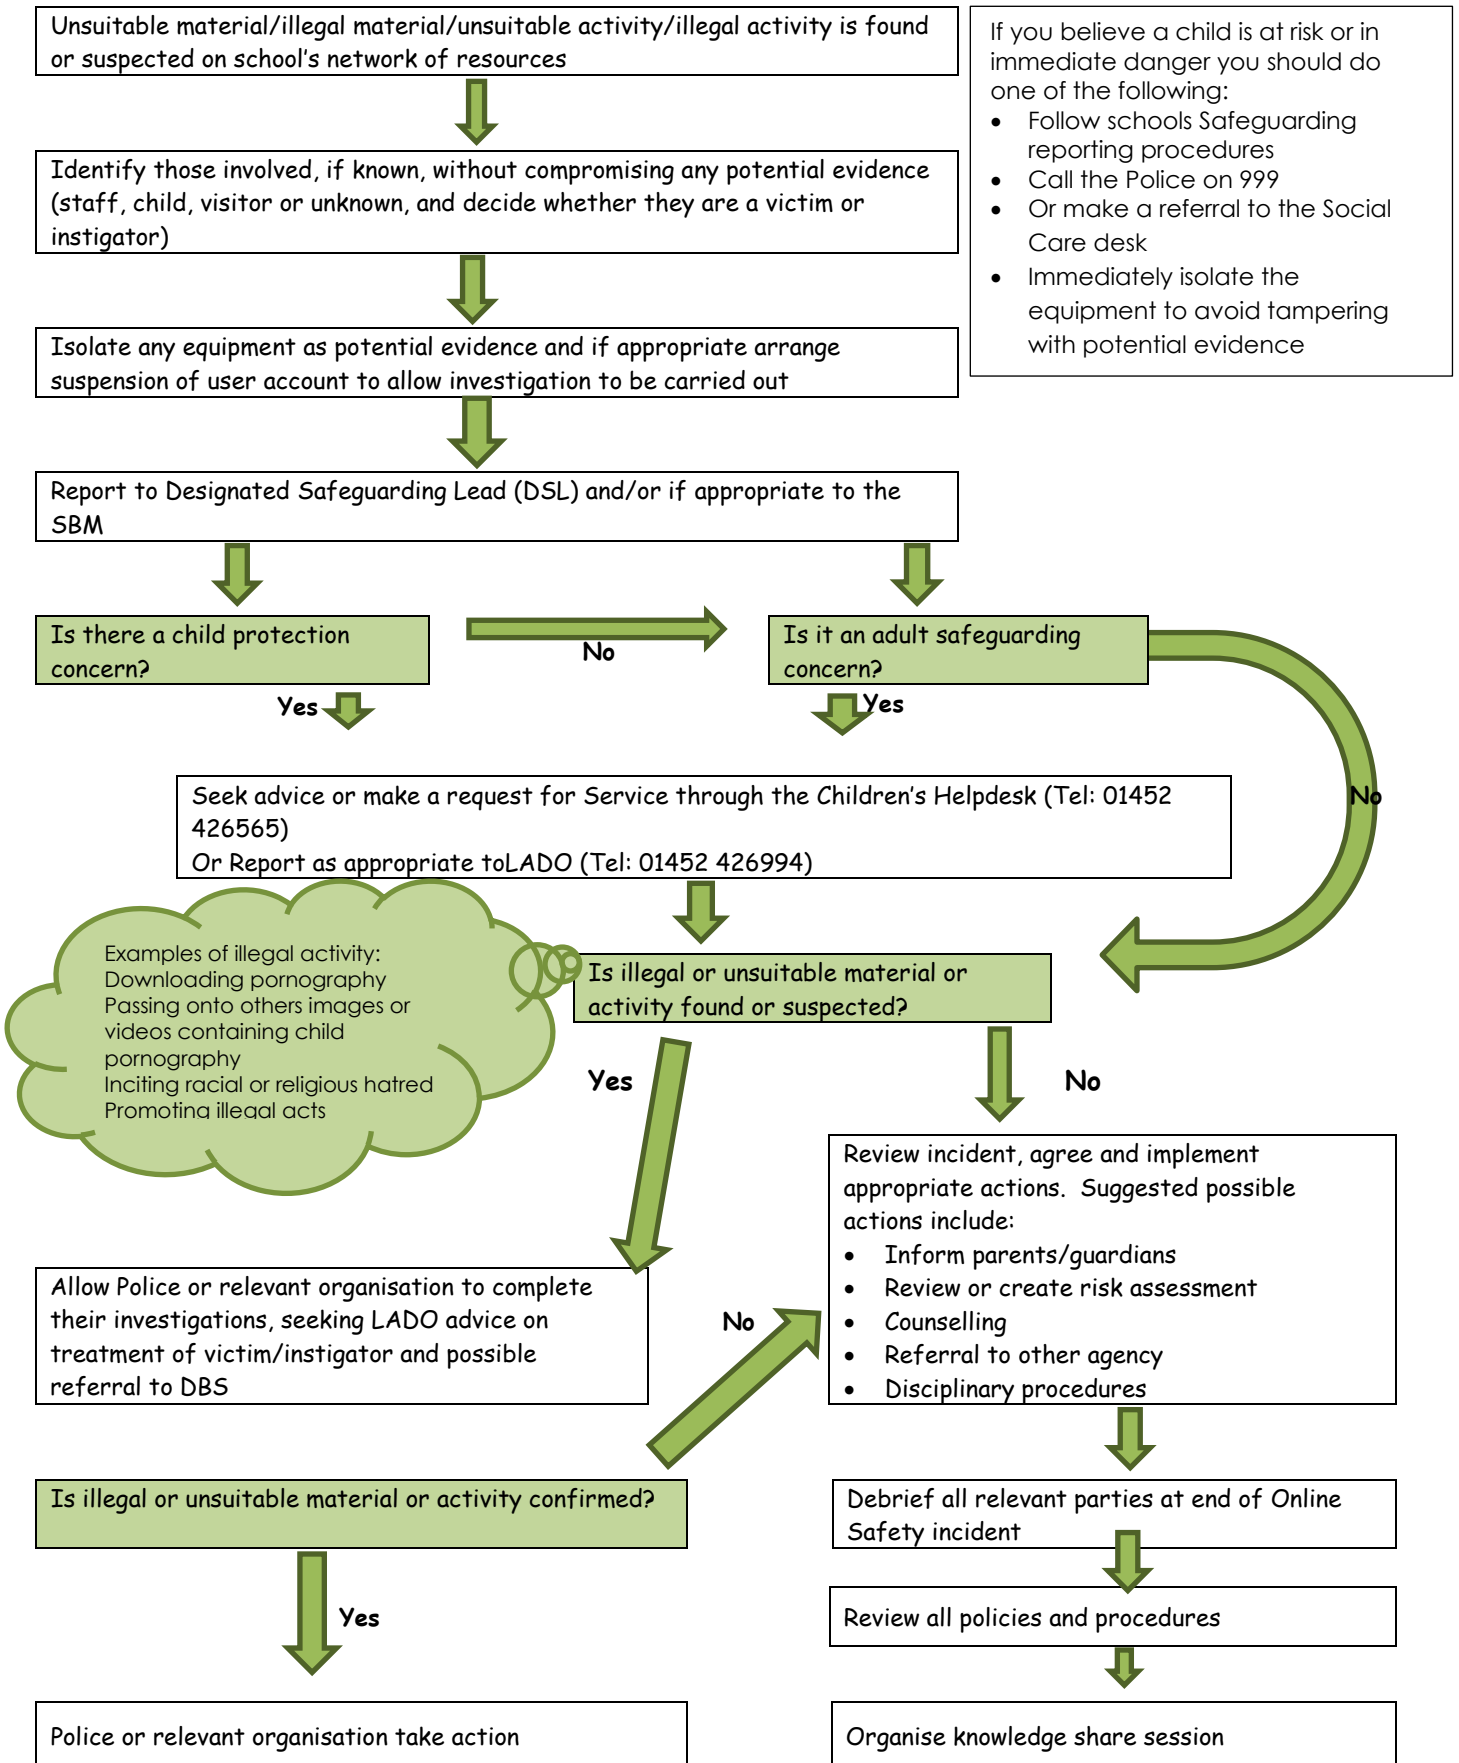 Unsuitable material/illegal material/unsuitable activity/illegal activity is found
or suspected on school's network of resources
If you believe a child is at risk or in
immediate danger you should do
one of the following:
• Follow schools Safeguarding
reporting procedures
• Call the Police on 999
• Or make a referral to the Social
Care desk
• Immediately isolate the
equipment to avoid tampering
with potential evidence
Identify those involved, if known, without compromising any potential evidence
(staff, child, visitor or unknown, and decide whether they are a victim or
instigator)
Isolate any equipment as potential evidence and if appropriate arrange
suspension of user account to allow investigation to be carried out
Report to Designated Safeguarding Lead (DSL) and/or if appropriate to the
SBM
Is there a child protection
concern?
No
Is it an adult safeguarding
concern?
Yes
Yes
No
Seek advice or make a request for Service through the Children's Helpdesk (Tel: 01452
426565)
Or Report as appropriate toLADO (Tel: 01452 426994)
Examples of illegal activity:
Downloading pornography
Passing onto others images or
videos containing child
pornography
Inciting racial or religious hatred
Promoting illegal acts
Is illegal or unsuitable material or
activity found or suspected?
Yes
No
Review incident, agree and implement
appropriate actions. Suggested possible
actions include:
• Inform parents/guardians
• Review or create risk assessment
• Counselling
• Referral to other agency
• Disciplinary procedures
Allow Police or relevant organisation to complete
their investigations, seeking LADO advice on
treatment of victim/instigator and possible
referral to DBS
No
Is illegal or unsuitable material or activity confirmed?
Debrief all relevant parties at end of Online
Safety incident
Yes
Review all policies and procedures
Police or relevant organisation take action
Organise knowledge share session